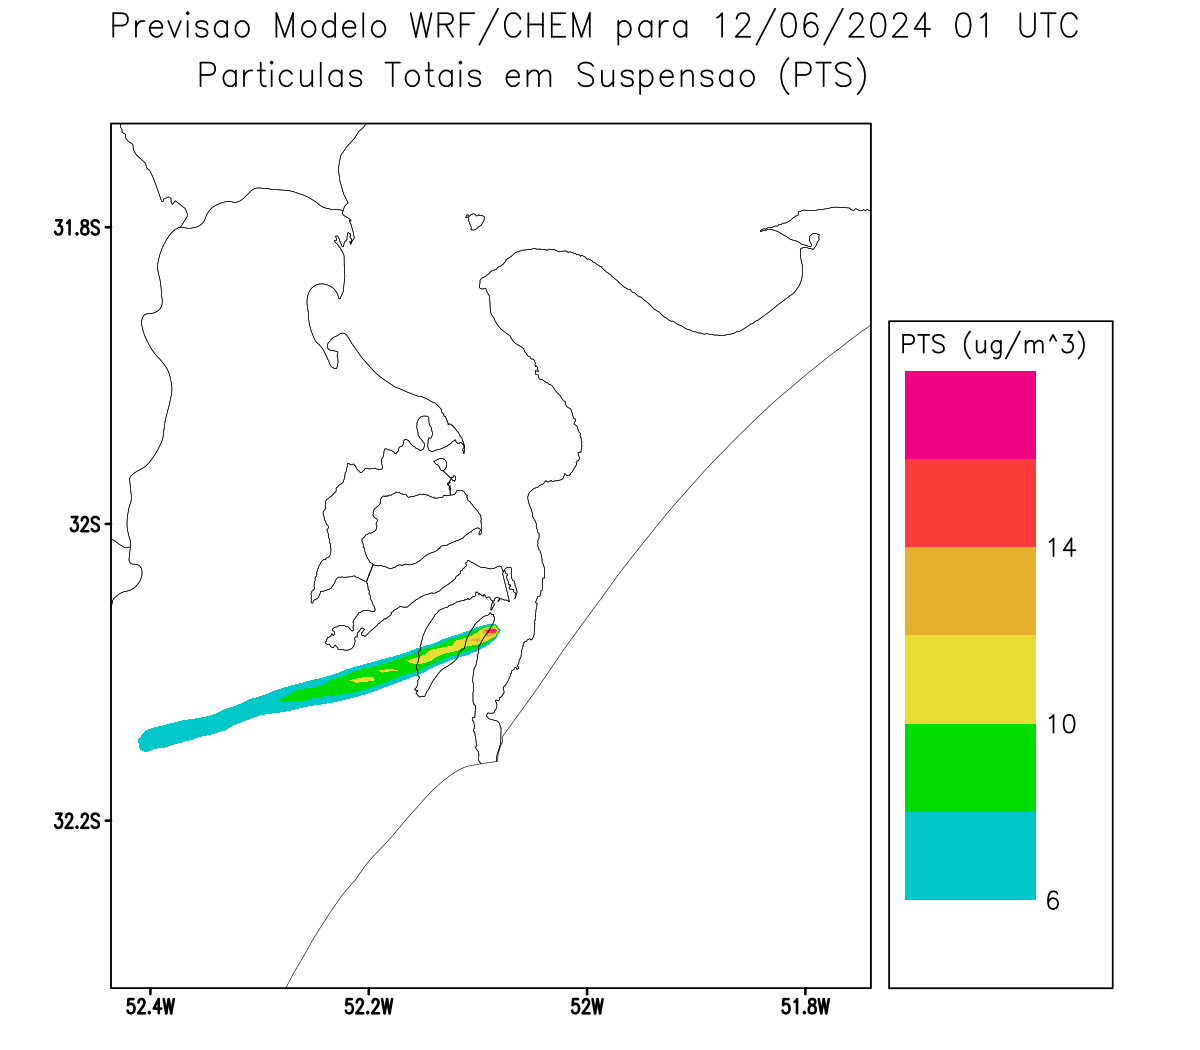 Previsao Modelo WRF/CHEM para 12/06/2024 01 UTC
Particulas Totais em Suspensao (PTS)
31.8S
32S
32.2S
52.4W 52.2W 52W 51.8W
PTS (ug/m^3)
14
10
6